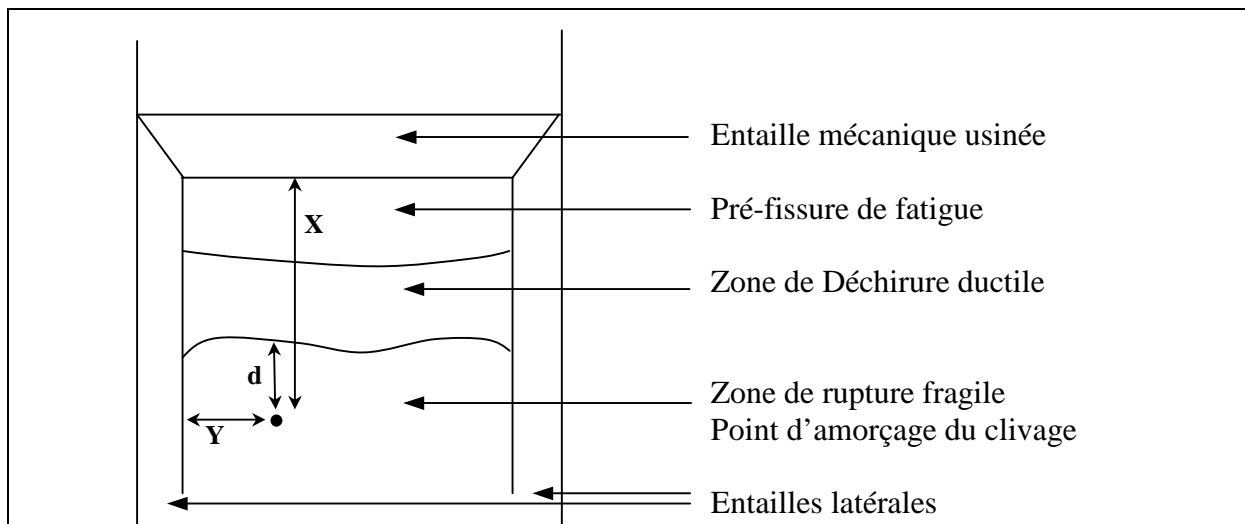 Entaille mécanique usinée
Pré-fissure de fatigue
X
Zone de Déchirure ductile
d
Zone de rupture fragile
Point d'amorçage du clivage
Y
Entailles latérales